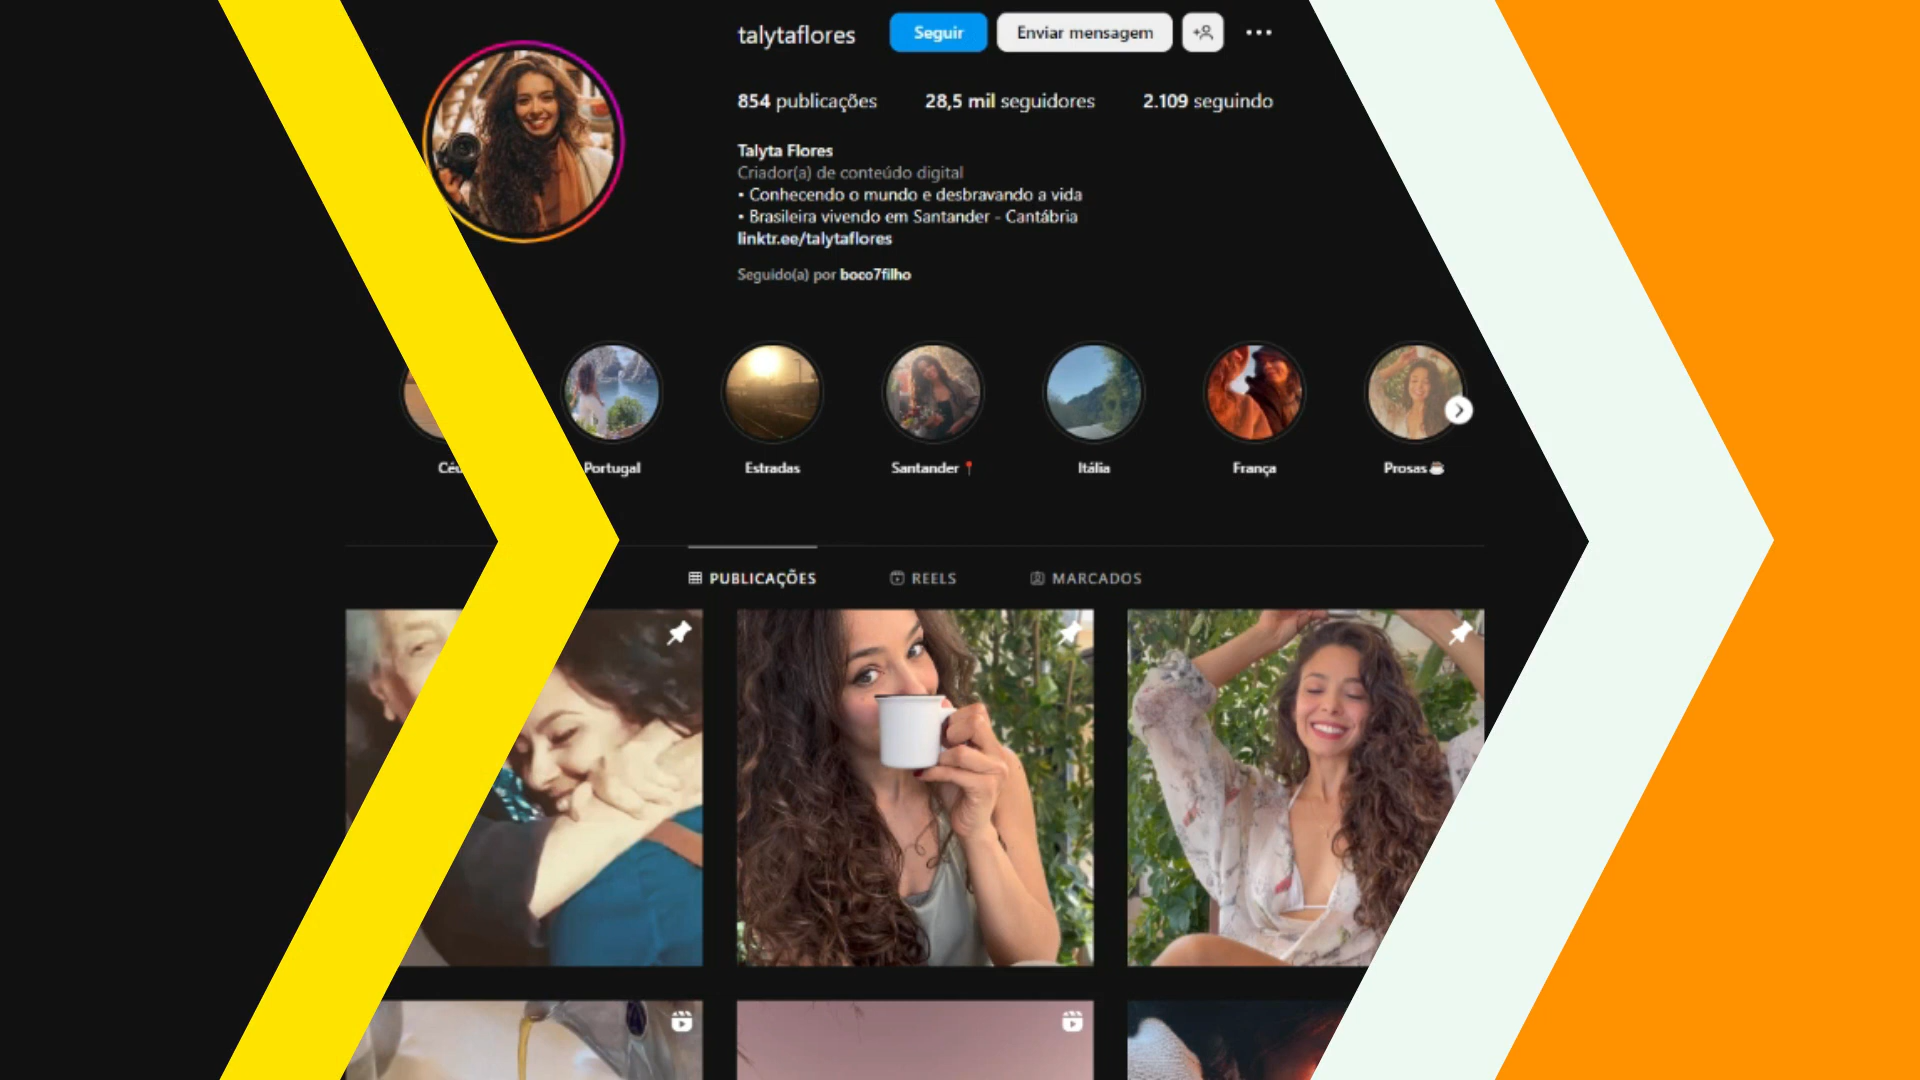 talytaflores Seguir Enviar mensagem
854 publicações 28,5 mil seguidores 2.109 seguindo
Talyta Flores
Criador(a) de conteúdo digital
• Conhecendo o mundo e desbravando a vida
• Brasileira vivendo em Santander - Cantábria
linktr.ee/talytaflores
Seguido(a) por boco7filho
Portugal Estradas Santander📍 Itália França Prosas☕
PUBLICAÇÕES REELS MARCADOS